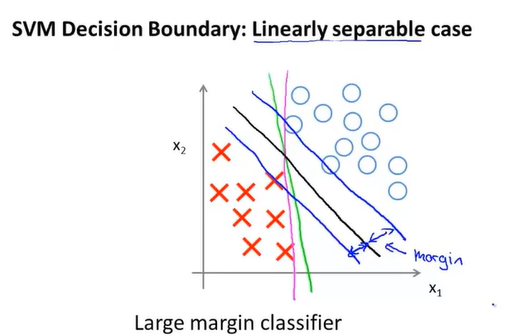 SVM Decision Boundary: Linearly separable case
x2
margin
x1
Large margin classifier